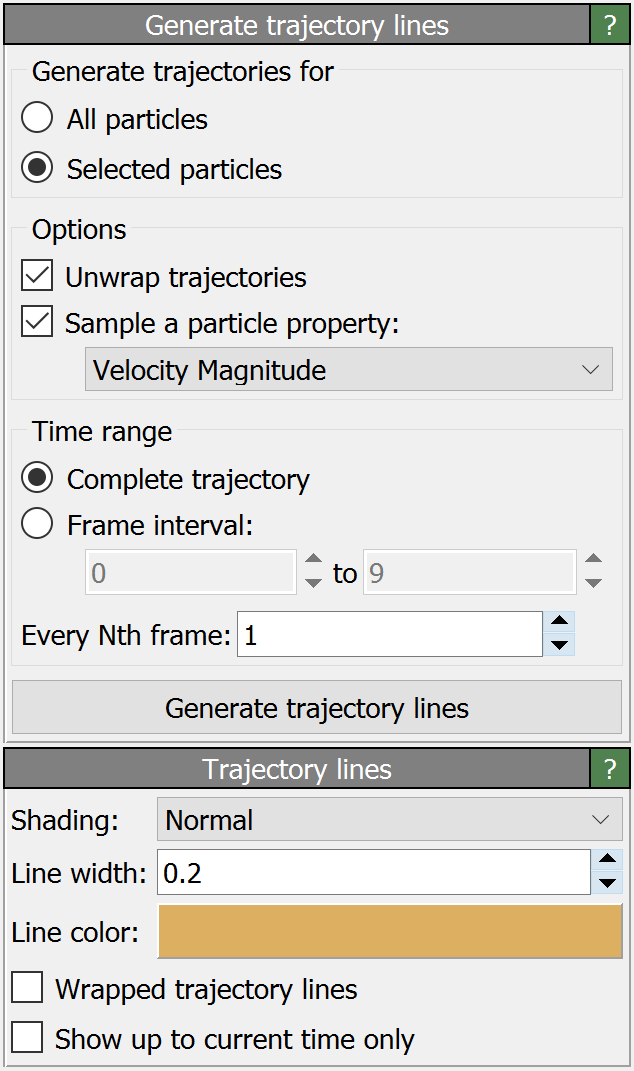 Generate trajectory lines ?
Generate trajectories for
All particles
Selected particles
Options
Unwrap trajectories
Sample a particle property:
Velocity Magnitude
Time range
Complete trajectory
Frame interval:
0 to 9
Every Nth frame: 1
Generate trajectory lines
Trajectory lines ?
Shading: Normal
Line width: 0.2
Line color:
Wrapped trajectory lines
Show up to current time only